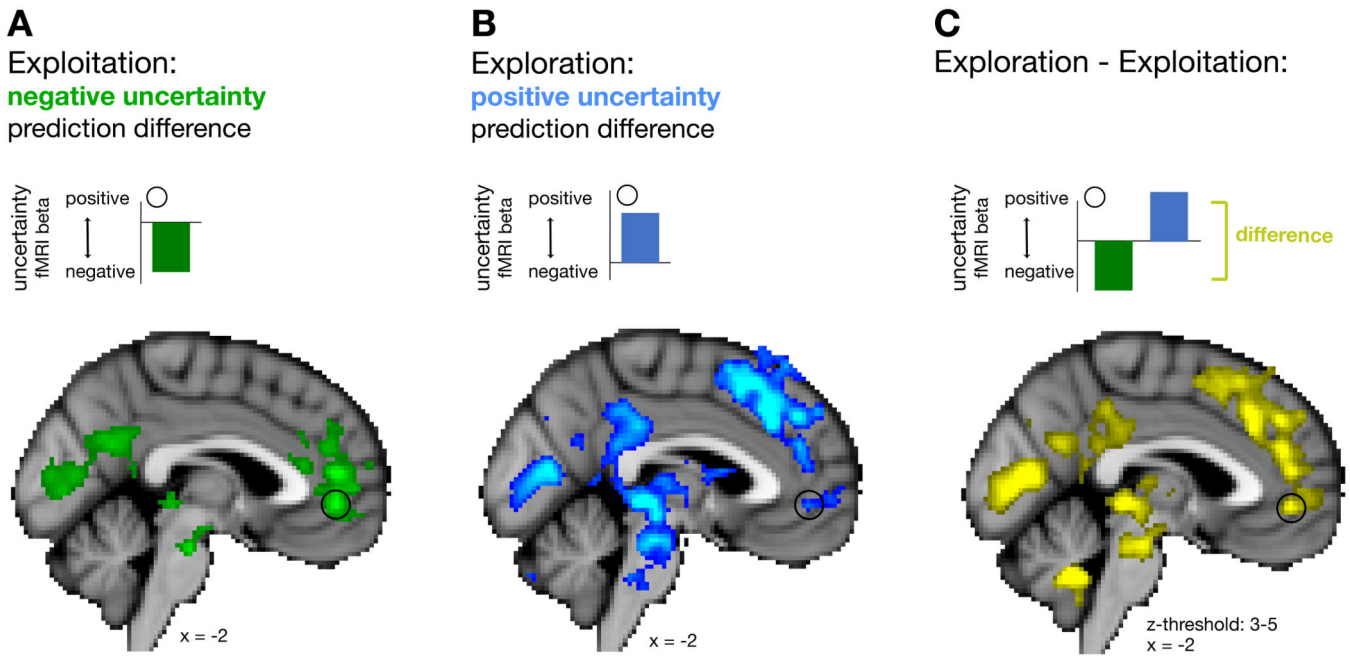 A
Exploitation:
negative uncertainty
prediction difference
uncertainty
fMRI beta
positive
negative
x = -2
B
Exploration:
positive uncertainty
prediction difference
uncertainty
fMRI beta
positive
negative
x = -2
C
Exploration - Exploitation:
uncertainty
fMRI beta
positive
negative
difference
z-threshold: 3-5
x = -2